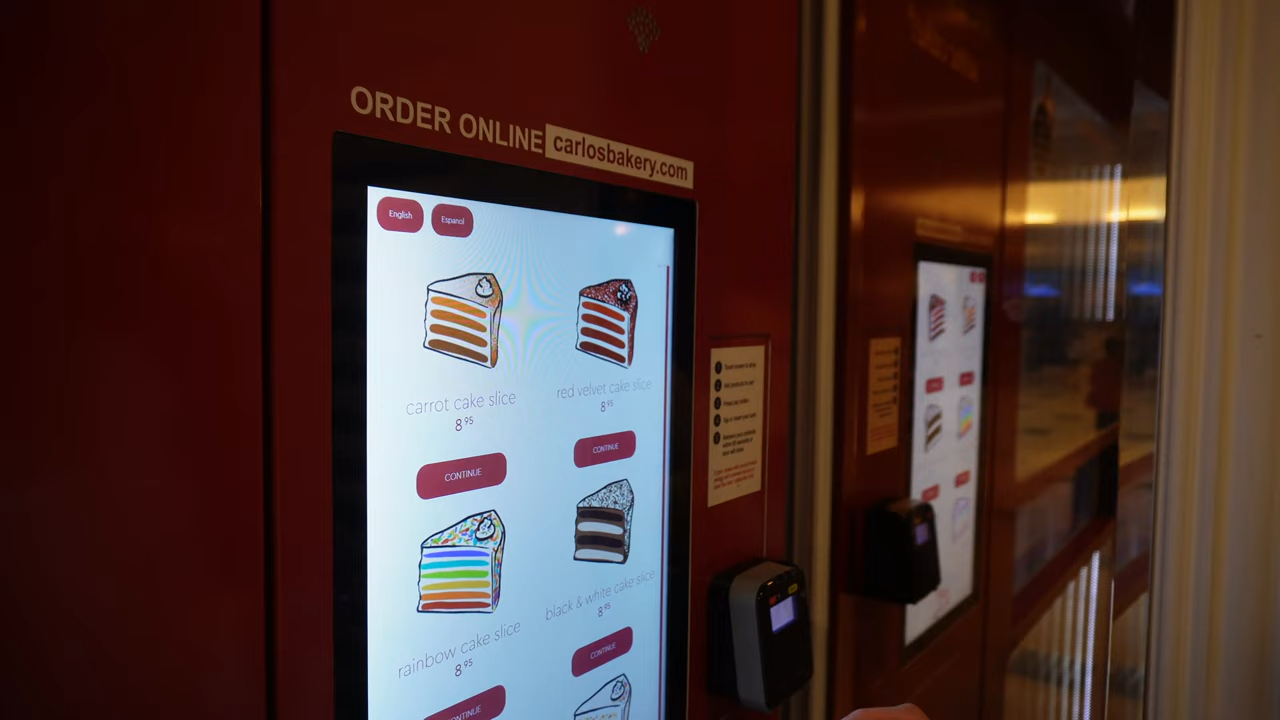 ORDER ONLINE carlosbakery.com
English Espanol
carrot cake slice
8.95
CONTINUE
red velvet cake slice
8.95
CONTINUE
rainbow cake slice
8.95
CONTINUE
black & white cake slice
8.95
CONTINUE